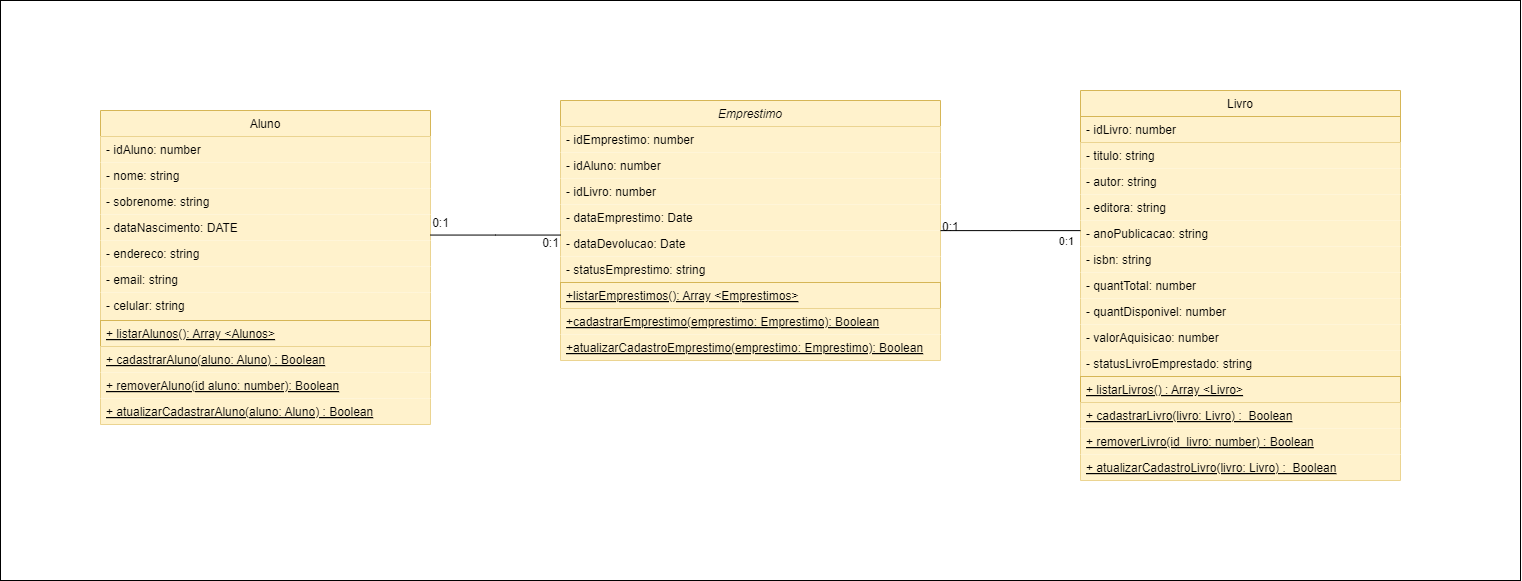 Aluno
- idAluno: number
- nome: string
- sobrenome: string
- dataNascimento: DATE
- endereco: string
- email: string
- celular: string
+ listarAlunos(): Array <Alunos>
+ cadastrarAluno(aluno: Aluno) : Boolean
+ removerAluno(id aluno: number): Boolean
+ atualizarCadastrarAluno(aluno: Aluno) : Boolean
0:1
0:1
Emprestimo
- idEmprestimo: number
- idAluno: number
- idLivro: number
- dataEmprestimo: Date
- dataDevolucao: Date
- statusEmprestimo: string
+listarEmprestimos(): Array <Emprestimos>
+cadastrarEmprestimo(emprestimo: Emprestimo): Boolean
+atualizarCadastroEmprestimo(emprestimo: Emprestimo): Boolean
0:1
0:1
Livro
- idLivro: number
- titulo: string
- autor: string
- editora: string
- anoPublicacao: string
- isbn: string
- quantTotal: number
- quantDisponivel: number
- valorAquisicao: number
- statusLivroEmprestado: string
+ listarLivros() : Array <Livro>
+ cadastrarLivro(livro: Livro) :  Boolean
+ removerLivro(id_livro: number) : Boolean
+ atualizarCadastroLivro(livro: Livro) :  Boolean